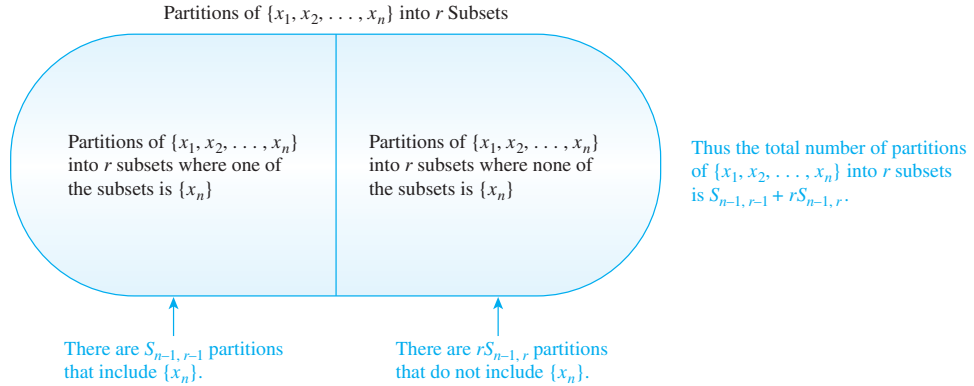 Partitions of {x₁, x₂, . . . , xₙ} into r Subsets
Partitions of {x₁, x₂, . . . , xₙ}
into r subsets where one of
the subsets is {xₙ}
Partitions of {x₁, x₂, . . . , xₙ}
into r subsets where none of
the subsets is {xₙ}
Thus the total number of partitions
of {x₁, x₂, . . . , xₙ} into r subsets
is Sₙ₋₁, ᵣ₋₁ + rSₙ₋₁, ᵣ.
There are Sₙ₋₁, ᵣ₋₁ partitions
that include {xₙ}.
There are rSₙ₋₁, ᵣ partitions
that do not include {xₙ}.